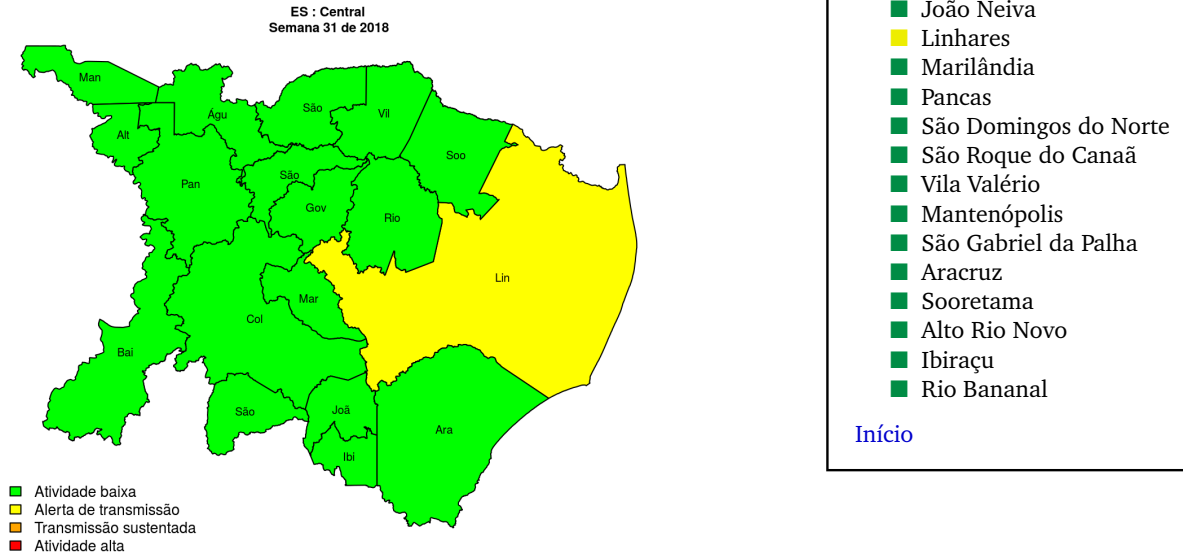 ES : Central
Semana 31 de 2018
Man
Águ
São
Vil
Alt
Soo
Pan
São
Gov
Rio
Lin
Mar
Col
Bai
São
Joã
Ara
Ibi
Atividade baixa
Alerta de transmissão
Transmissão sustentada
Atividade alta
João Neiva
Linhares
Marilândia
Pancas
São Domingos do Norte
São Roque do Canaã
Vila Valério
Mantenópolis
São Gabriel da Palha
Aracruz
Sooretama
Alto Rio Novo
Ibiraçu
Rio Bananal
Início